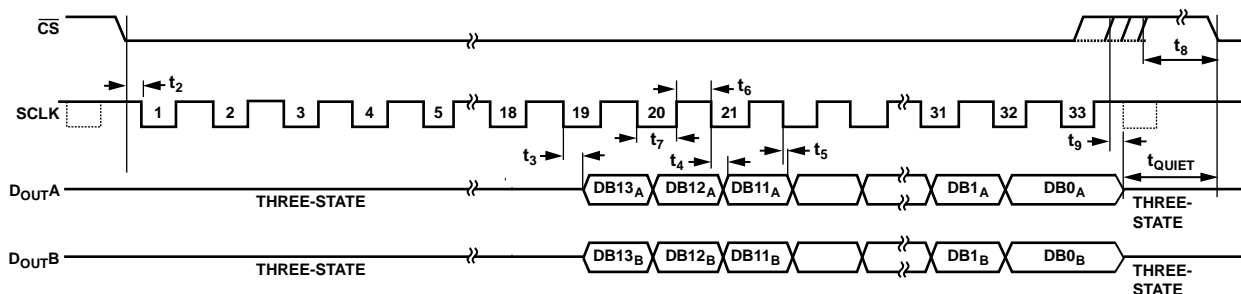 CS
t8
t2
t6
SCLK
1 2 3 4 5 18 19 20 21 31 32 33
t3
t7
t4
t5
t9
tQUIET
DOUTA
THREE-STATE
DB13A DB12A DB11A DB1A DB0A
THREE-
STATE
DOUTB
THREE-STATE
DB13B DB12B DB11B DB1B DB0B
THREE-
STATE